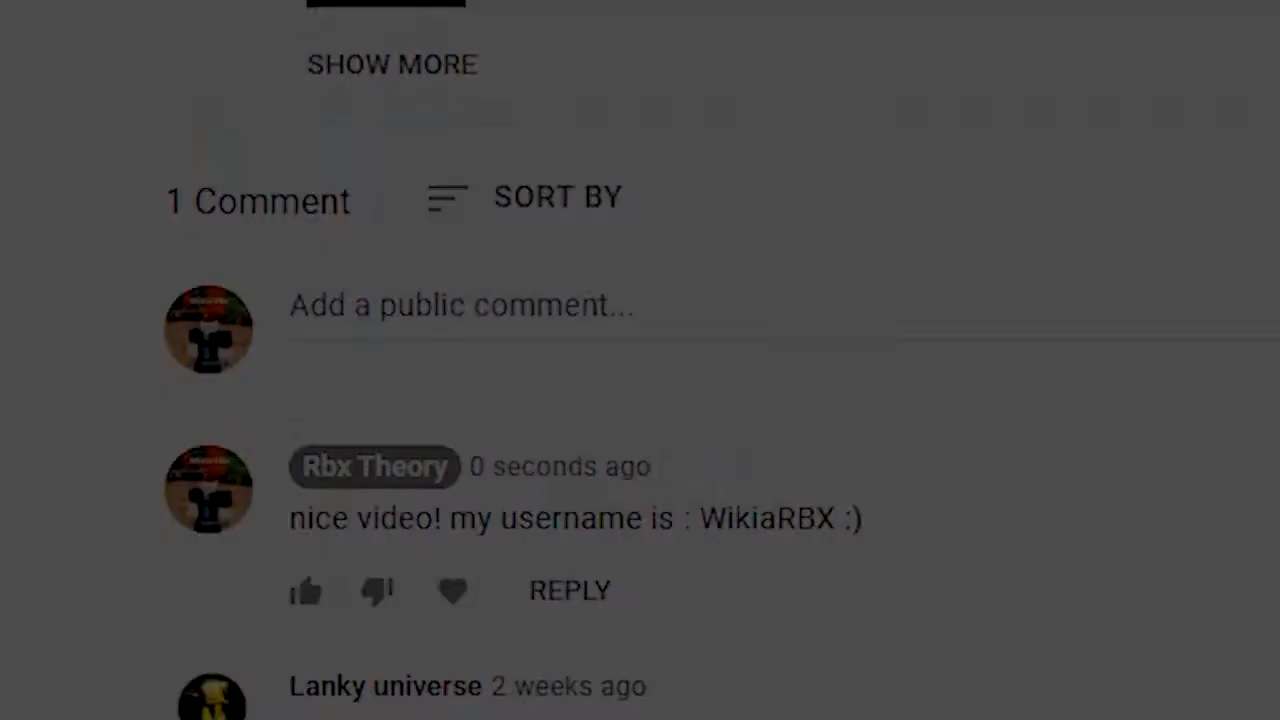 SHOW MORE
1 Comment
SORT BY
Add a public comment...
Rbx Theory 0 seconds ago
nice video! my username is : WikiaRBX :)
REPLY
Lanky universe 2 weeks ago